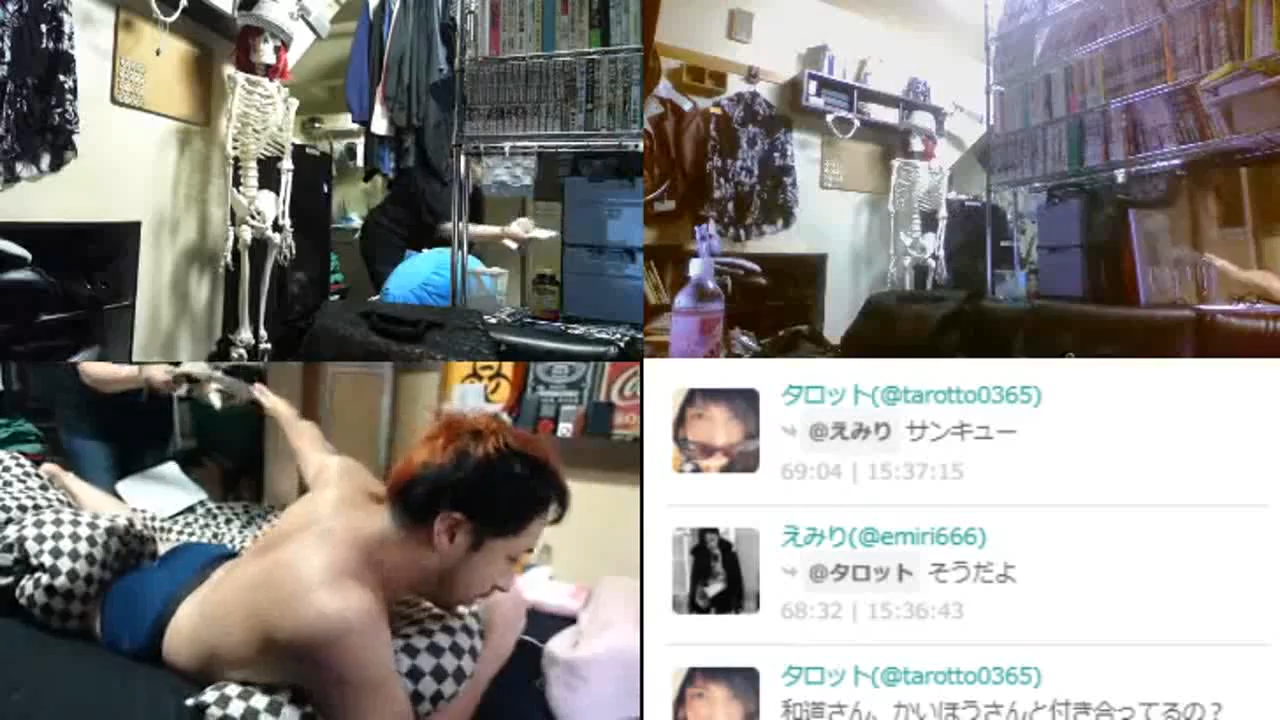 タロット(@tarotto0365)
@えみり サンキュー
69:04 | 15:37:15
えみり(@emiri666)
@タロット そうだよ
68:32 | 15:36:43
タロット(@tarotto0365)
和道さん、かいほうさんと付き合ってるの？